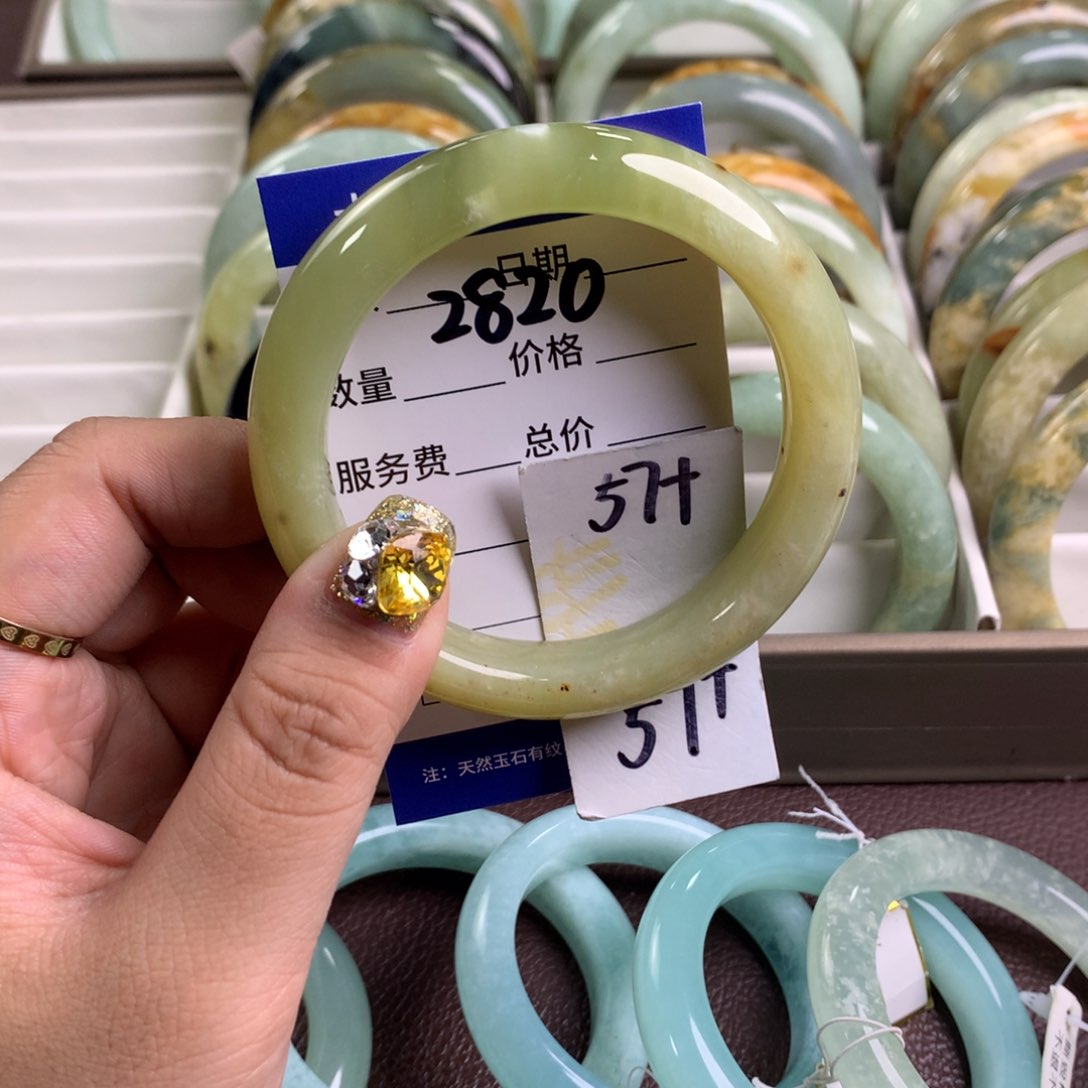 日期
2820
数量
价格
服务费
总价
57+
57+
注：天然玉石有纹